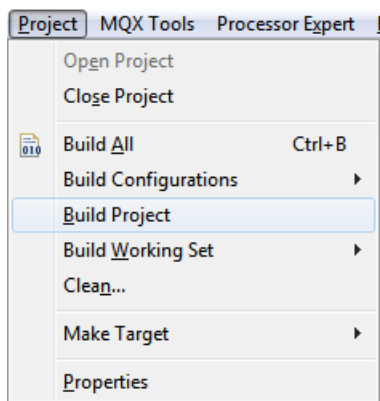 Project MQX Tools Processor Expert
Open Project
Close Project
010
Build All Ctrl+B
Build Configurations
Build Project
Build Working Set
Clean...
Make Target
Properties